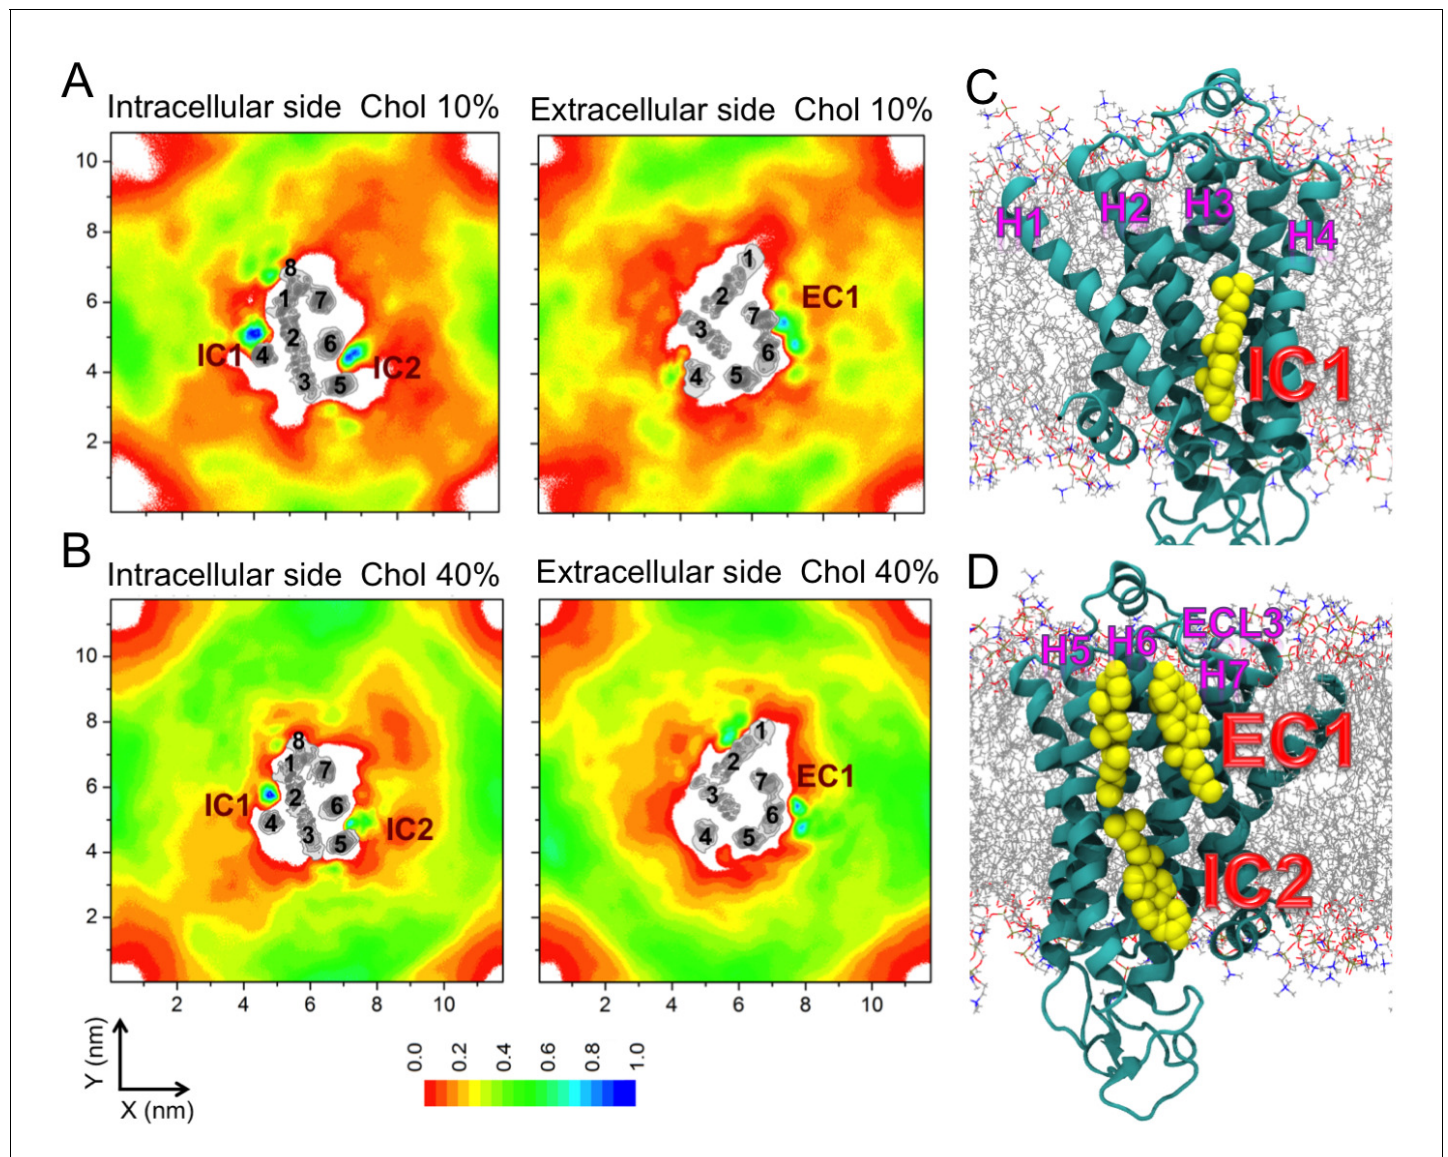 A
Intracellular side Chol 10%
Extracellular side Chol 10%
10
8
6
4
2
8
1
7
2
6
IC1
4
IC2
3
5
1
EC1
2
7
3
6
4
5
B
Intracellular side Chol 40%
Extracellular side Chol 40%
10
8
6
4
2
8
1
7
2
IC1
6
4
IC2
3
5
1
2
EC1
7
3
6
4
5
2 4 6 8 10
2 4 6 8 10
Y (nm)
X (nm)
0.0 0.2 0.4 0.6 0.8 1.0
C
H1
H2
H3
H4
IC1
D
H5
H6
ECL3
H7
EC1
IC2